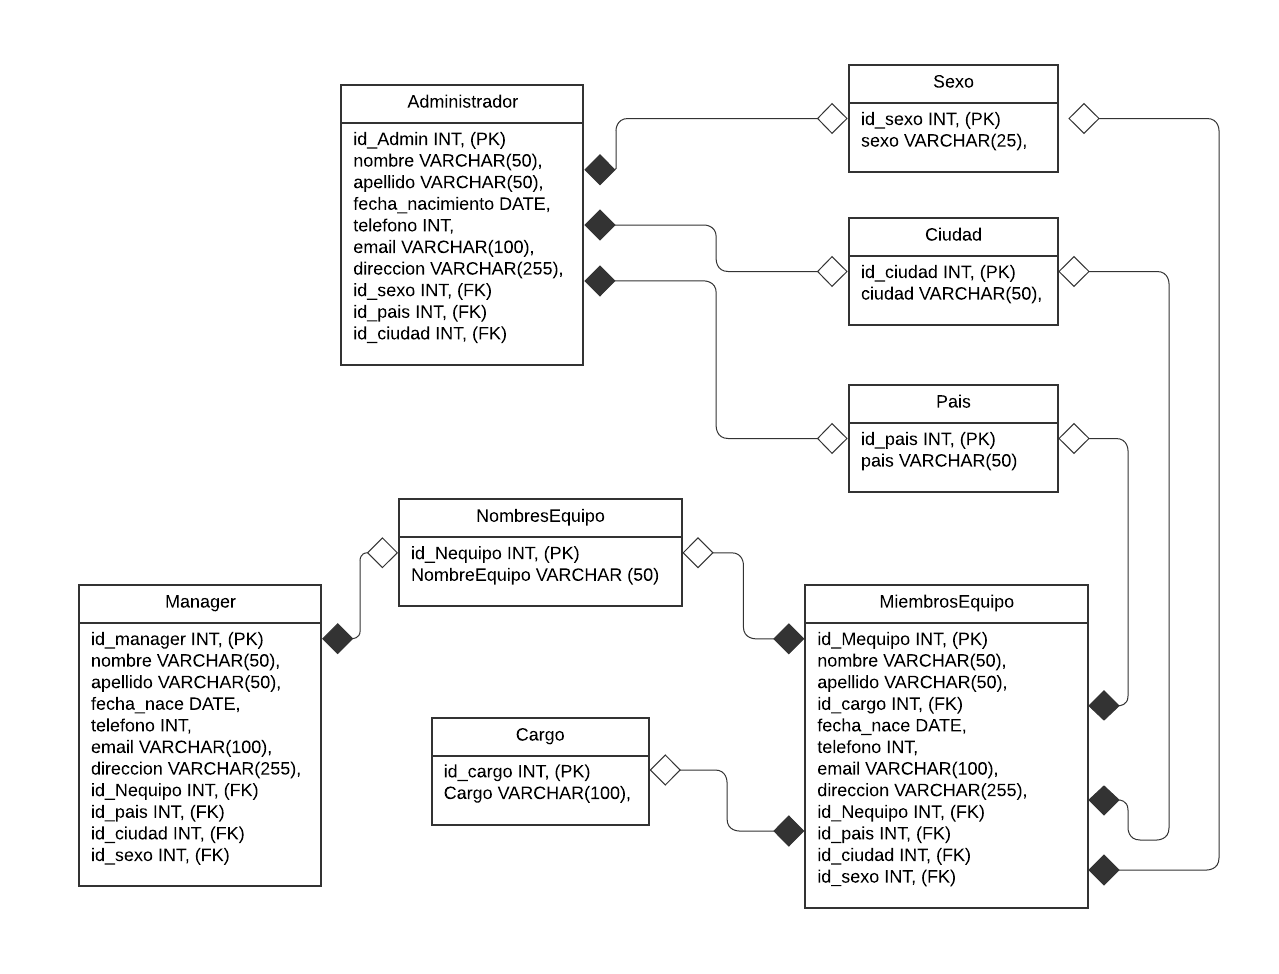 Administrador
id_Admin INT, (PK)
nombre VARCHAR(50),
apellido VARCHAR(50),
fecha_nacimiento DATE,
telefono INT,
email VARCHAR(100),
direccion VARCHAR(255),
id_sexo INT, (FK)
id_pais INT, (FK)
id_ciudad INT, (FK)
Sexo
id_sexo INT, (PK)
sexo VARCHAR(25),
Ciudad
id_ciudad INT, (PK)
ciudad VARCHAR(50),
Pais
id_pais INT, (PK)
pais VARCHAR(50)
NombresEquipo
id_Nequipo INT, (PK)
NombreEquipo VARCHAR (50)
Manager
id_manager INT, (PK)
nombre VARCHAR(50),
apellido VARCHAR(50),
fecha_nace DATE,
telefono INT,
email VARCHAR(100),
direccion VARCHAR(255),
id_Nequipo INT, (FK)
id_pais INT, (FK)
id_ciudad INT, (FK)
id_sexo INT, (FK)
Cargo
id_cargo INT, (PK)
Cargo VARCHAR(100),
MiembrosEquipo
id_Mequipo INT, (PK)
nombre VARCHAR(50),
apellido VARCHAR(50),
id_cargo INT, (FK)
fecha_nace DATE,
telefono INT,
email VARCHAR(100),
direccion VARCHAR(255),
id_Nequipo INT, (FK)
id_pais INT, (FK)
id_ciudad INT, (FK)
id_sexo INT, (FK)